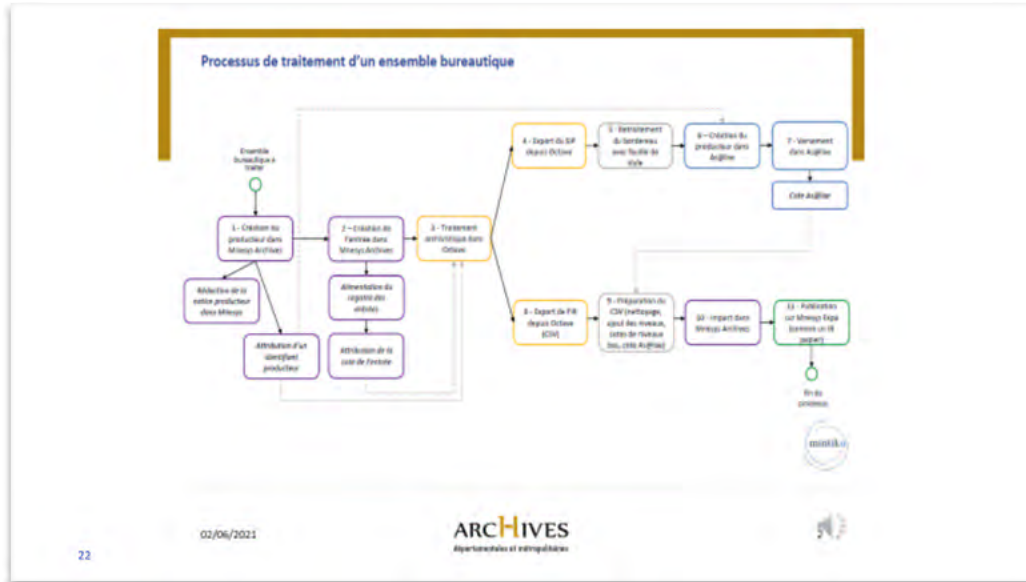 Processus de traitement d'un ensemble bureautique
Ensemble
bureautique à
traiter
1 - Création du
producteur dans
Mnesys Archives
2 – Création de
l'entrée dans
Mnesys Archives
3 - Traitement
archivistique dans
Octave
4 - Export du SIP
depuis Octave
5 - Retraitement
du bordereau
avec feuille de
style
6 – Création du
producteur dans
As@line
7 - Versement
dans As@line
Cote As@line
Rédaction de la
notice producteur
dans Mnesys
Attribution d'un
identifiant
producteur
Alimentation du
registre des
entrées
Attribution de la
cote de l'entrée
8 - Export de l'IR
depuis Octave
(CSV)
9 - Préparation du
CSV (nettoyage,
ajout des niveaux,
cotes de niveaux
bas, cote As@line)
10 - Import dans
Mnesys Archives
11 - Publication
sur Mnesys Expo
(comme un IR
papier)
Fin du
processus
mintika
02/06/2021
ARCHIVES
départementales et métropolitaines
22